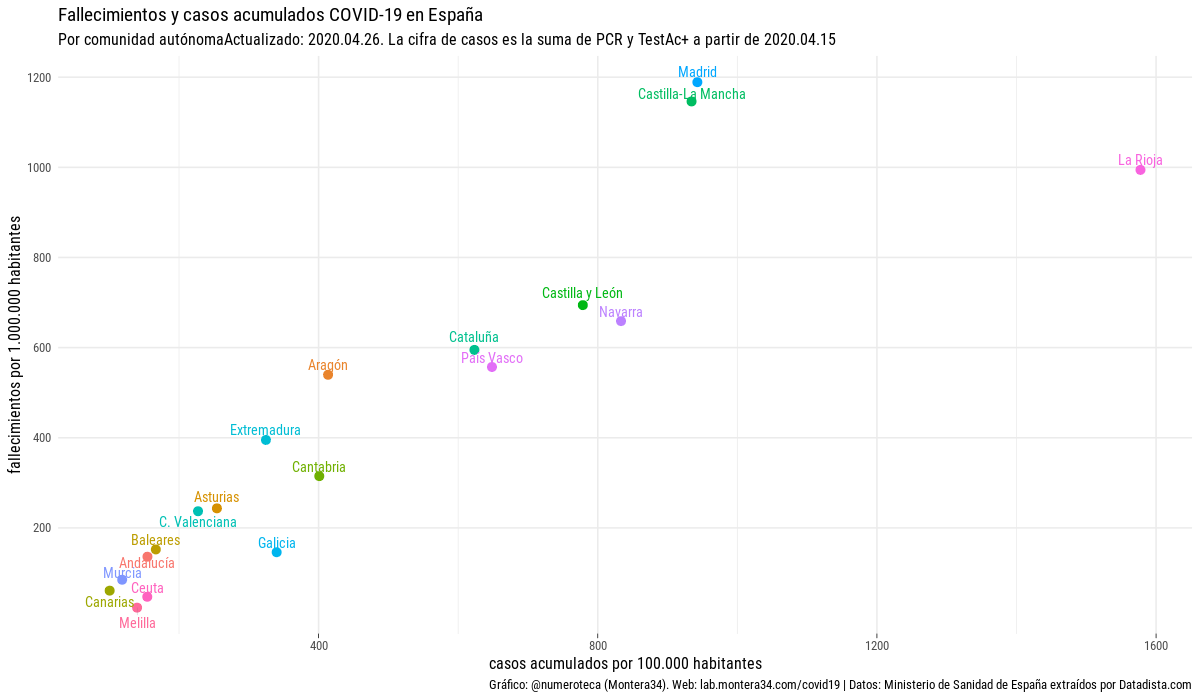 Fallecimientos y casos acumulados COVID-19 en España
Por comunidad autónomaActualizado: 2020.04.26. La cifra de casos es la suma de PCR y TestAc+ a partir de 2020.04.15
fallecimientos por 1.000.000 habitantes
1200
1000
800
600
400
200
Madrid
Castilla-La Mancha
La Rioja
Castilla y León
Navarra
Cataluña
País Vasco
Aragón
Extremadura
Cantabria
Asturias
C. Valenciana
Baleares
Galicia
Andalucía
Murcia
Ceuta
Canarias
Melilla
400
800
1200
1600
casos acumulados por 100.000 habitantes
Gráfico: @numeroteca (Montera34). Web: lab.montera34.com/covid19 | Datos: Ministerio de Sanidad de España extraídos por Datadista.com